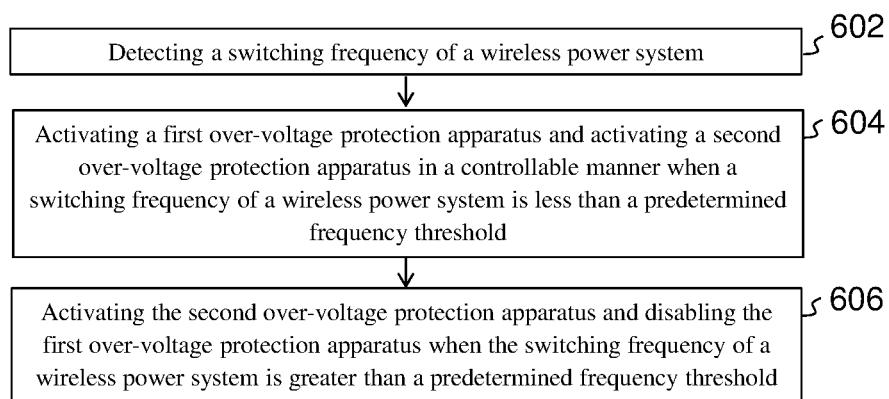 Detecting a switching frequency of a wireless power system
602
Activating a first over-voltage protection apparatus and activating a second
over-voltage protection apparatus in a controllable manner when a
switching frequency of a wireless power system is less than a predetermined
frequency threshold
604
Activating the second over-voltage protection apparatus and disabling the
first over-voltage protection apparatus when the switching frequency of a
wireless power system is greater than a predetermined frequency threshold
606